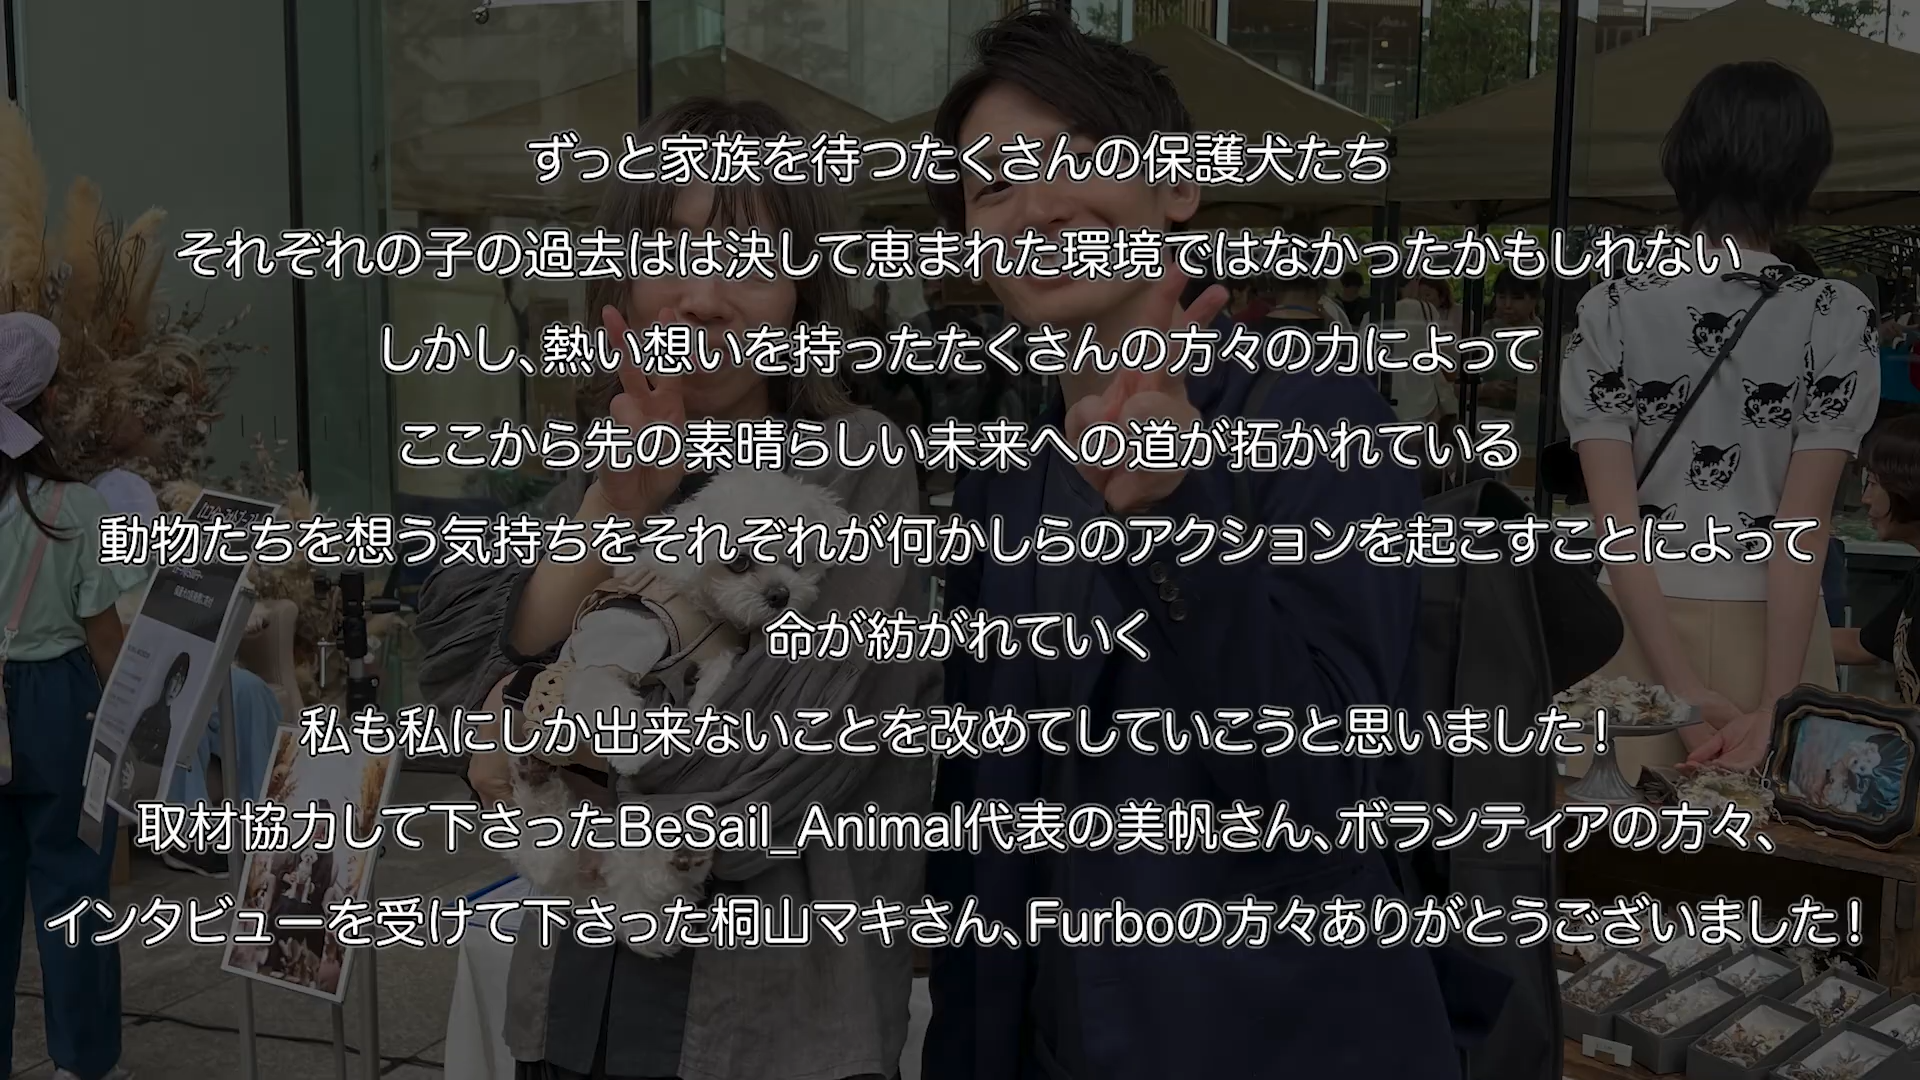 ずっと家族を待つたくさんの保護犬たち
それぞれの子の過去はは決して恵まれた環境ではなかったかもしれない
しかし、熱い想いを持ったたくさんの方々の力によって
ここから先の素晴らしい未来への道が拓かれている
動物たちを想う気持ちをそれぞれが何かしらのアクションを起こすことによって
命が紡がれていく
私も私にしか出来ないことを改めてしていこうと思いました！
取材協力して下さったBeSail_Animal代表の美帆さん、ボランティアの方々、
インタビューを受けて下さった桐山マキさん、Furboの方々ありがとうございました！